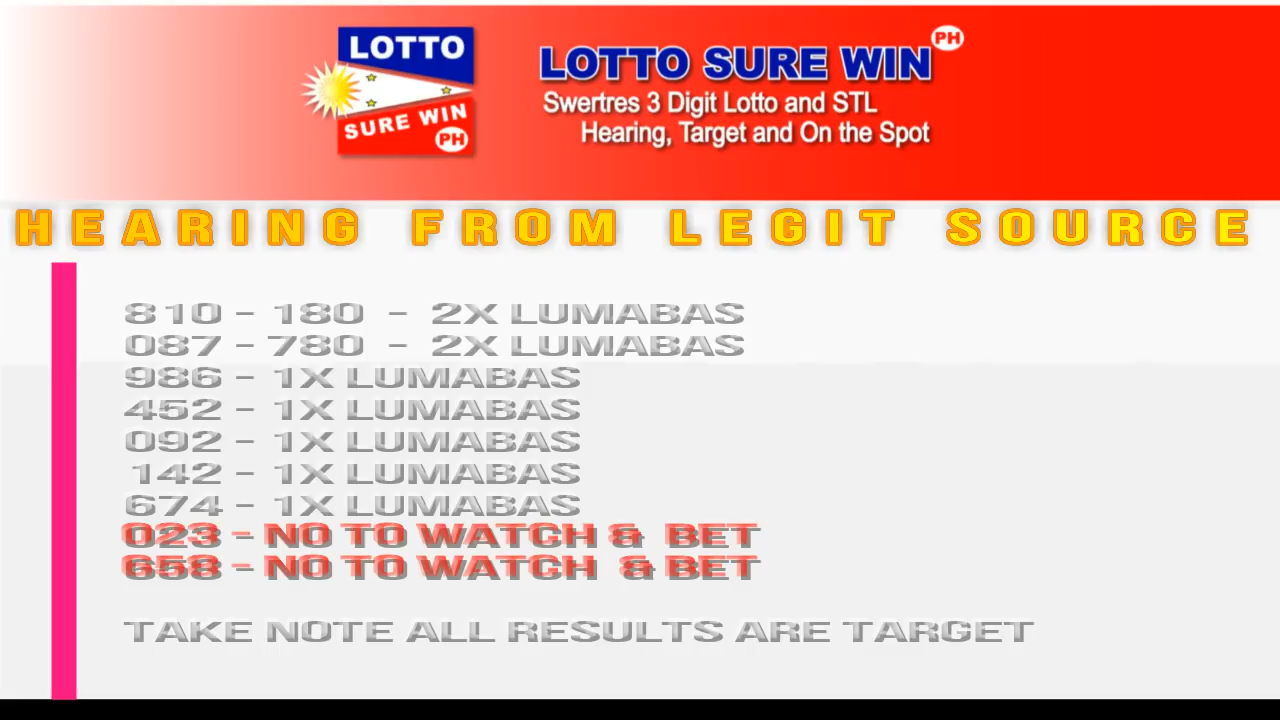 LOTTO
SURE WIN
PH
LOTTO SURE WIN PH
Swertres 3 Digit Lotto and STL
Hearing, Target and On the Spot
HEARING FROM LEGIT SOURCE
810 - 180 - 2X LUMABAS
087 - 780 - 2X LUMABAS
986 - 1X LUMABAS
452 - 1X LUMABAS
092 - 1X LUMABAS
142 - 1X LUMABAS
674 - 1X LUMABAS
023 - NO TO WATCH & BET
658 - NO TO WATCH & BET
TAKE NOTE ALL RESULTS ARE TARGET